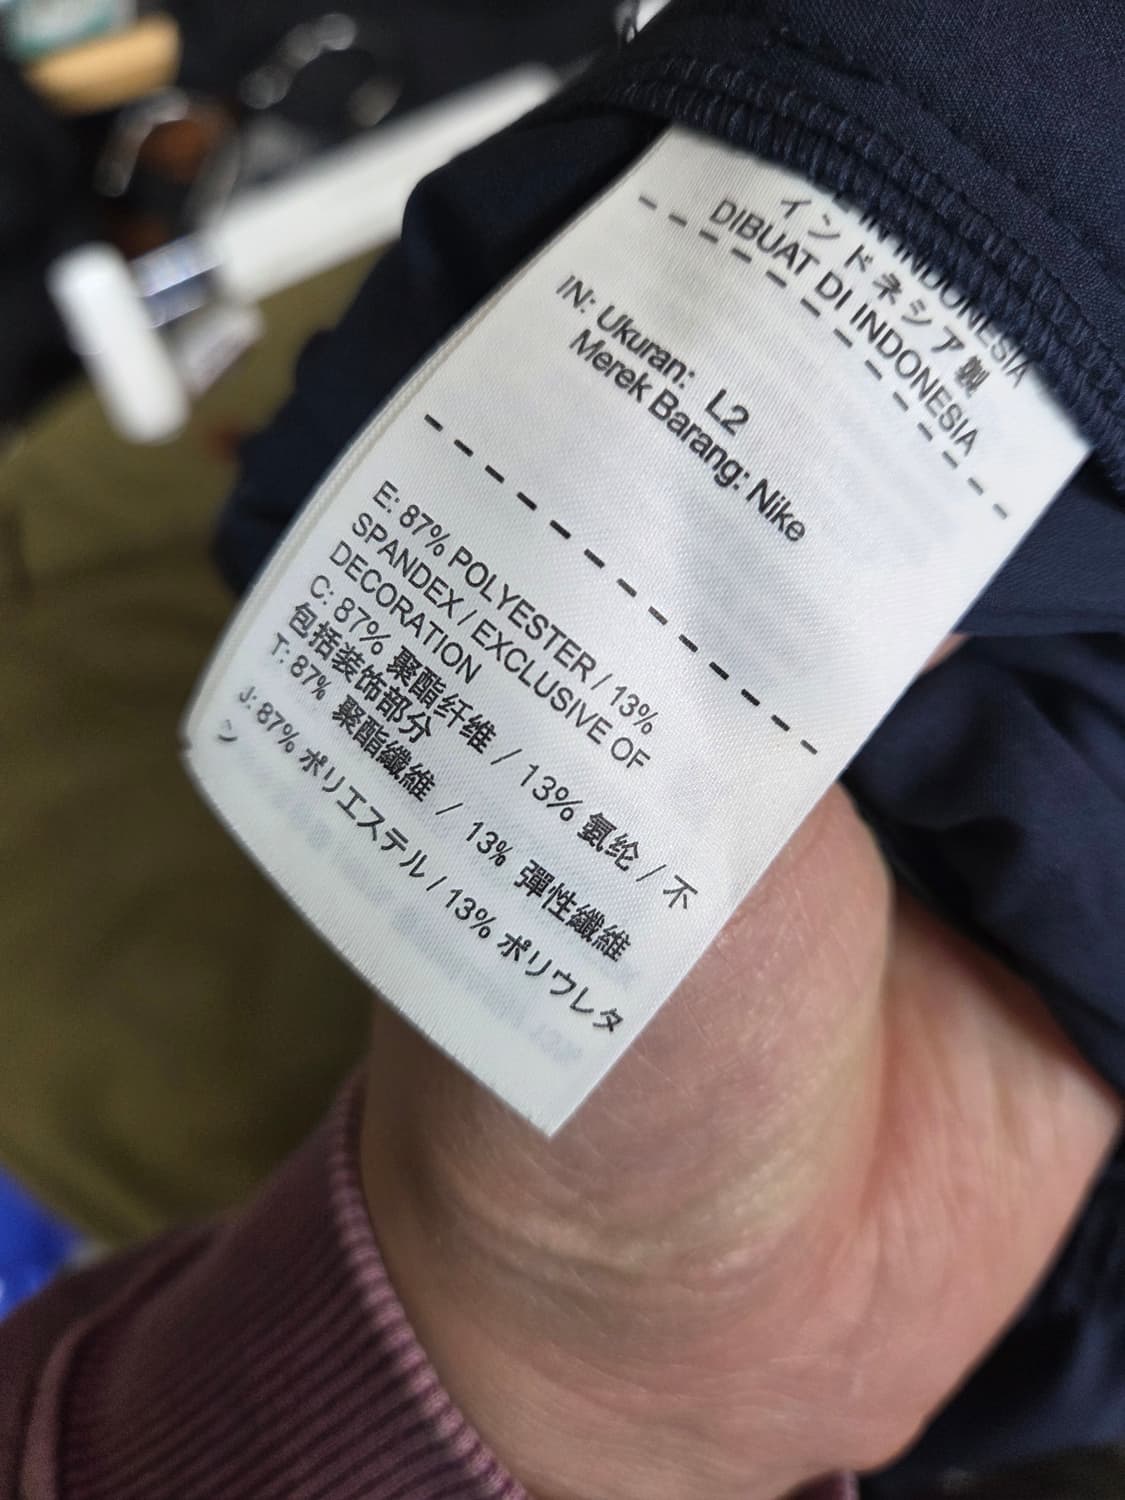 IN INDONESIA
インドネシア製
DIBUAT DI INDONESIA
IN: Ukuran: L2
Merek Barang: Nike
E: 87% POLYESTER / 13%
SPANDEX / EXCLUSIVE OF
DECORATION
C: 87% 聚酯纤维 / 13% 氨纶 / 不
包括装饰部分
T: 87% 聚酯纖維 / 13% 彈性纖維
J: 87% ポリエステル / 13% ポリウレタ
ン